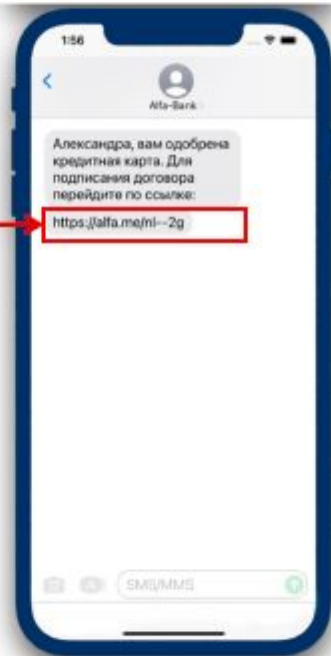 1:56
Alfa-Bank
Александра, вам одобрена
кредитная карта. Для
подписания договора
перейдите по ссылке:
https://alfa.me/nl--2g
SMS/MMS